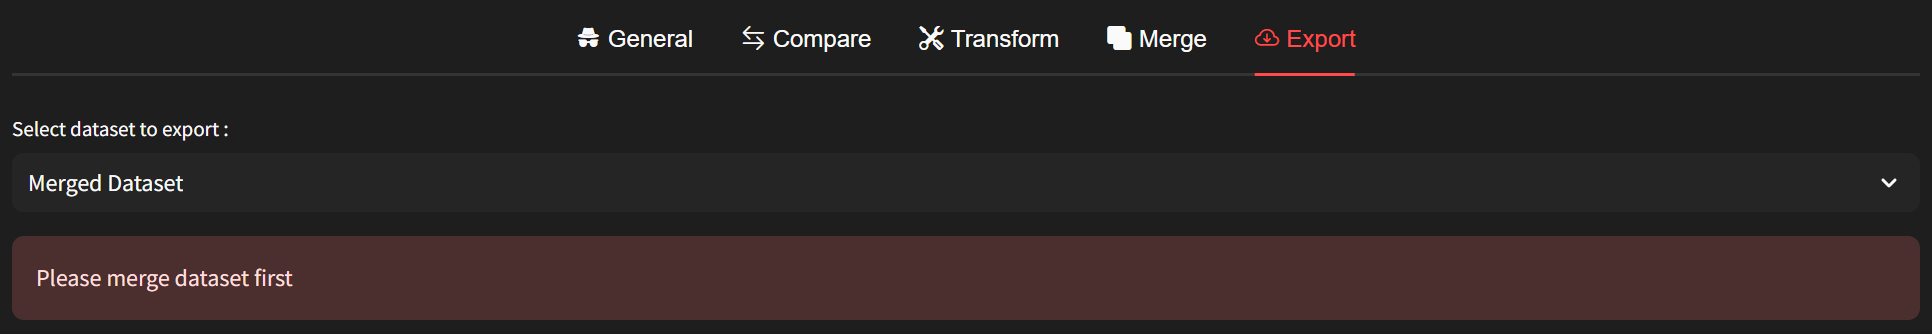 General Compare Transform Merge Export
Select dataset to export :
Merged Dataset
Please merge dataset first